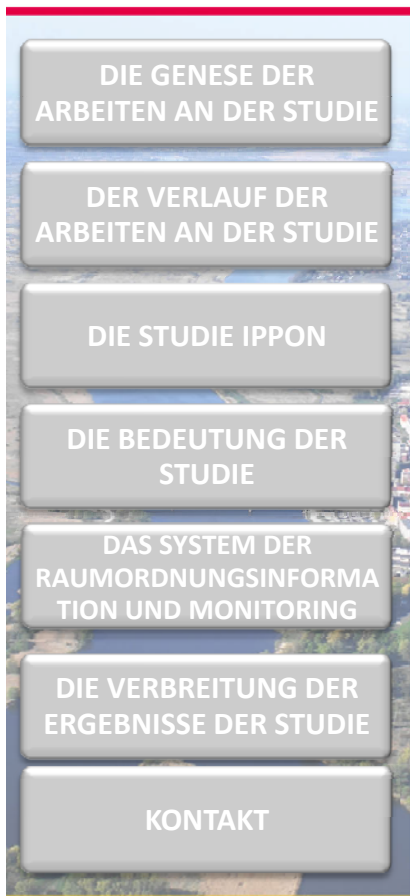 DIE GENESE DER
ARBEITEN AN DER STUDIE
DER VERLAUF DER
ARBEITEN AN DER STUDIE
DIE STUDIE IPPON
DIE BEDEUTUNG DER
STUDIE
DAS SYSTEM DER
RAUMORDNUNGSINFORMA
TION UND MONITORING
DIE VERBREITUNG DER
ERGEBNISSE DER STUDIE
KONTAKT